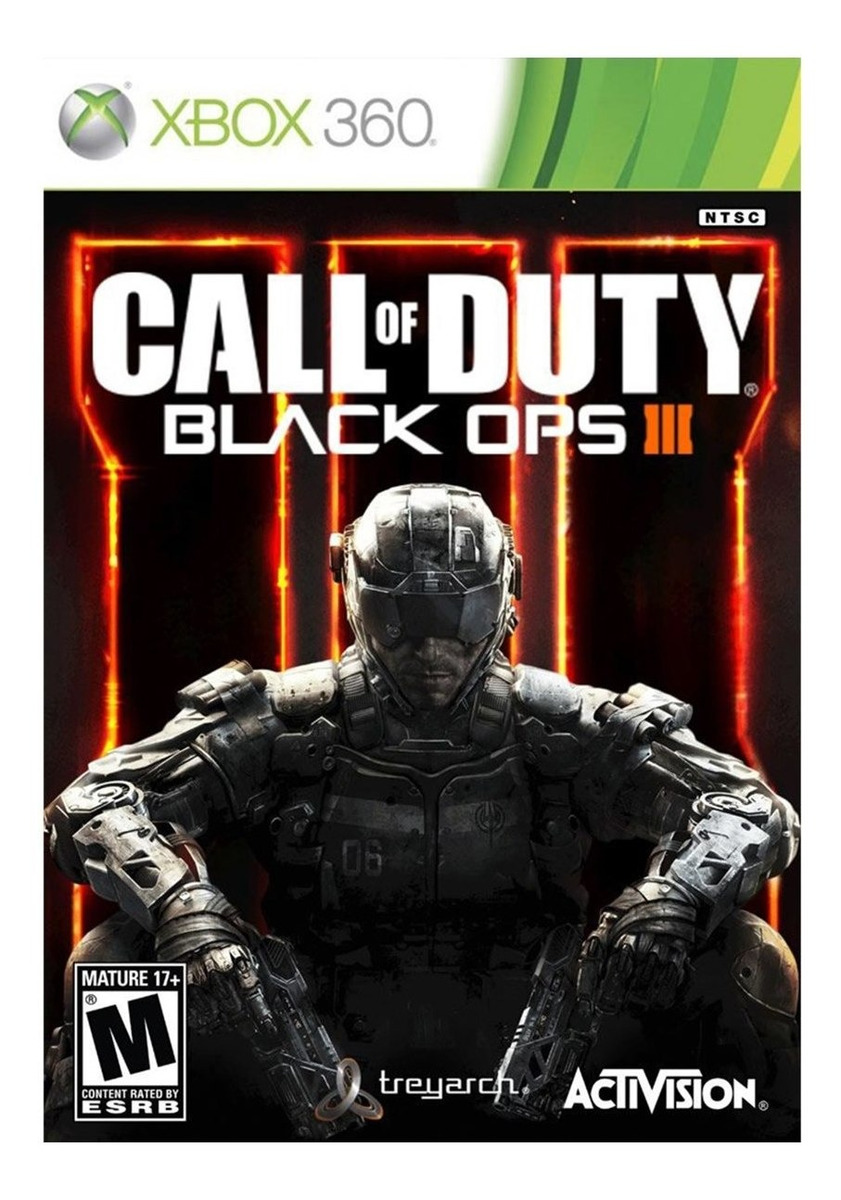 XBOX 360®
NTSC
CALL OF DUTY®
BLACK OPS III
06
MATURE 17+
®
M
CONTENT RATED BY
ESRB
treyarch®
ACTIVISION®